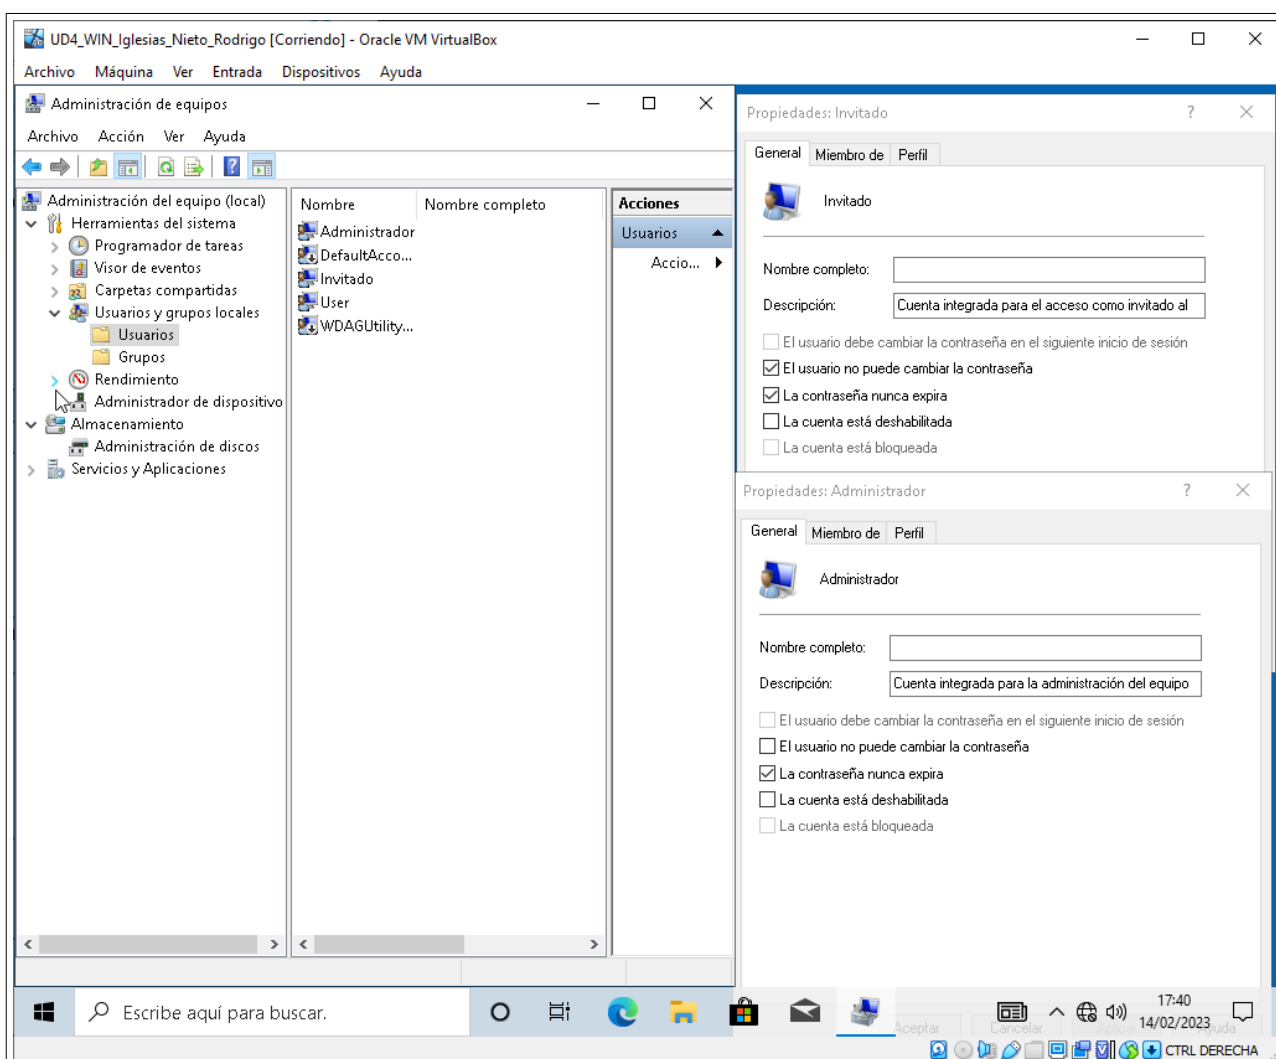 UD4_WIN_Iglesias_Nieto_Rodrigo [Corriendo] - Oracle VM VirtualBox
Archivo Máquina Ver Entrada Dispositivos Ayuda
Administración de equipos
Archivo Acción Ver Ayuda
Administración del equipo (local)
Herramientas del sistema
Programador de tareas
Visor de eventos
Carpetas compartidas
Usuarios y grupos locales
Usuarios
Grupos
Rendimiento
Administrador de dispositivo
Almacenamiento
Administración de discos
Servicios y Aplicaciones
Nombre Nombre completo
Administrador
DefaultAcco...
Invitado
User
WDAGUtility...
Acciones
Usuarios
Accio...
Propiedades: Invitado
General Miembro de Perfil
Invitado
Nombre completo:
Descripción: Cuenta integrada para el acceso como invitado al
El usuario debe cambiar la contraseña en el siguiente inicio de sesión
El usuario no puede cambiar la contraseña
La contraseña nunca expira
La cuenta está deshabilitada
La cuenta está bloqueada
Propiedades: Administrador
General Miembro de Perfil
Administrador
Nombre completo:
Descripción: Cuenta integrada para la administración del equipo
El usuario debe cambiar la contraseña en el siguiente inicio de sesión
El usuario no puede cambiar la contraseña
La contraseña nunca expira
La cuenta está deshabilitada
La cuenta está bloqueada
Aceptar Cancelar Aplicar Ayuda
Escribe aquí para buscar.
17:40
14/02/2023
CTRL DERECHA